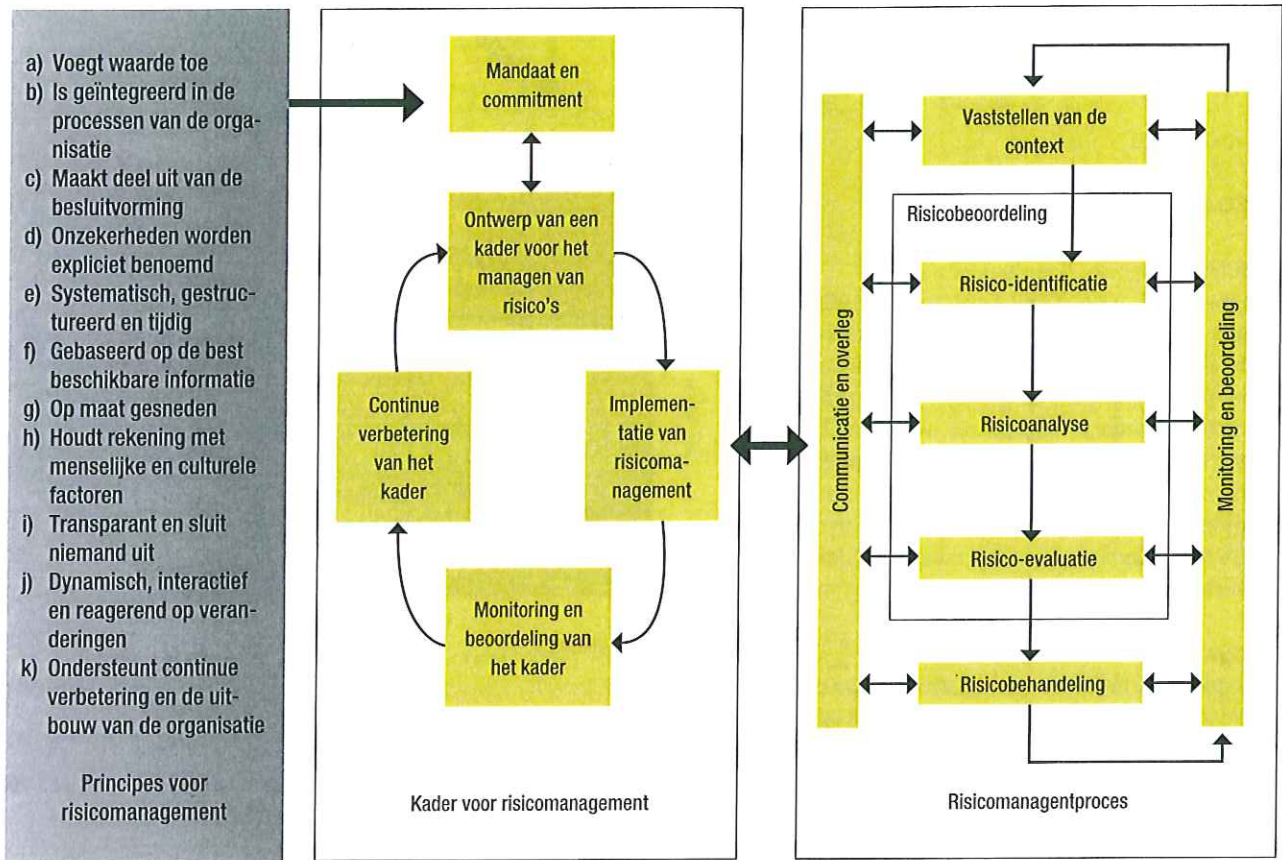 a) Voegt waarde toe
b) Is geïntegreerd in de
processen van de orga-
nisatie
c) Maakt deel uit van de
besluitvorming
d) Onzekerheden worden
expliciet benoemd
e) Systematisch, gestruc-
tureerd en tijdig
f) Gebaseerd op de best
beschikbare informatie
g) Op maat gesneden
h) Houdt rekening met
menselijke en culturele
factoren
i) Transparant en sluit
niemand uit
j) Dynamisch, interactief
en reagerend op veran-
deringen
k) Ondersteunt continue
verbetering en de uit-
bouw van de organisatie
Principes voor
risicomanagement
Mandaat en
commitment
Ontwerp van een
kader voor het
managen van
risico's
Implemen-
tatie van
risicoma-
nagement
Monitoring en
beoordeling van
het kader
Continue
verbetering
van het
kader
Kader voor risicomanagement
Communicatie en overleg
Vaststellen van de
context
Risicobeoordeling
Risico-identificatie
Risicoanalyse
Risico-evaluatie
Risicobehandeling
Monitoring en beoordeling
Risicomanagentproces